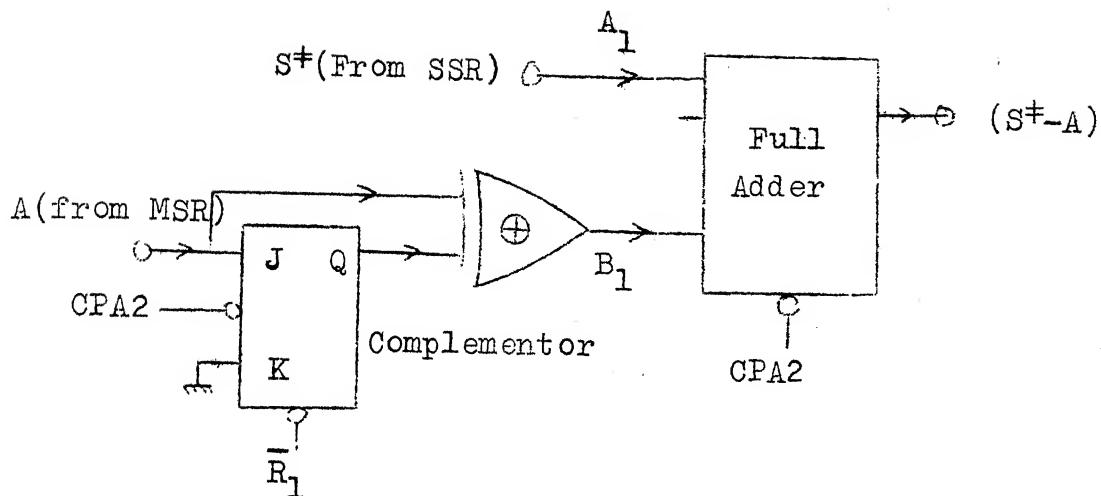 A₁
S‡(From SSR)
(S‡-A)
Full
Adder
A(from MSR)
⊕
B₁
J Q
CPA2
Complementor
K
CPA2
R̅₁